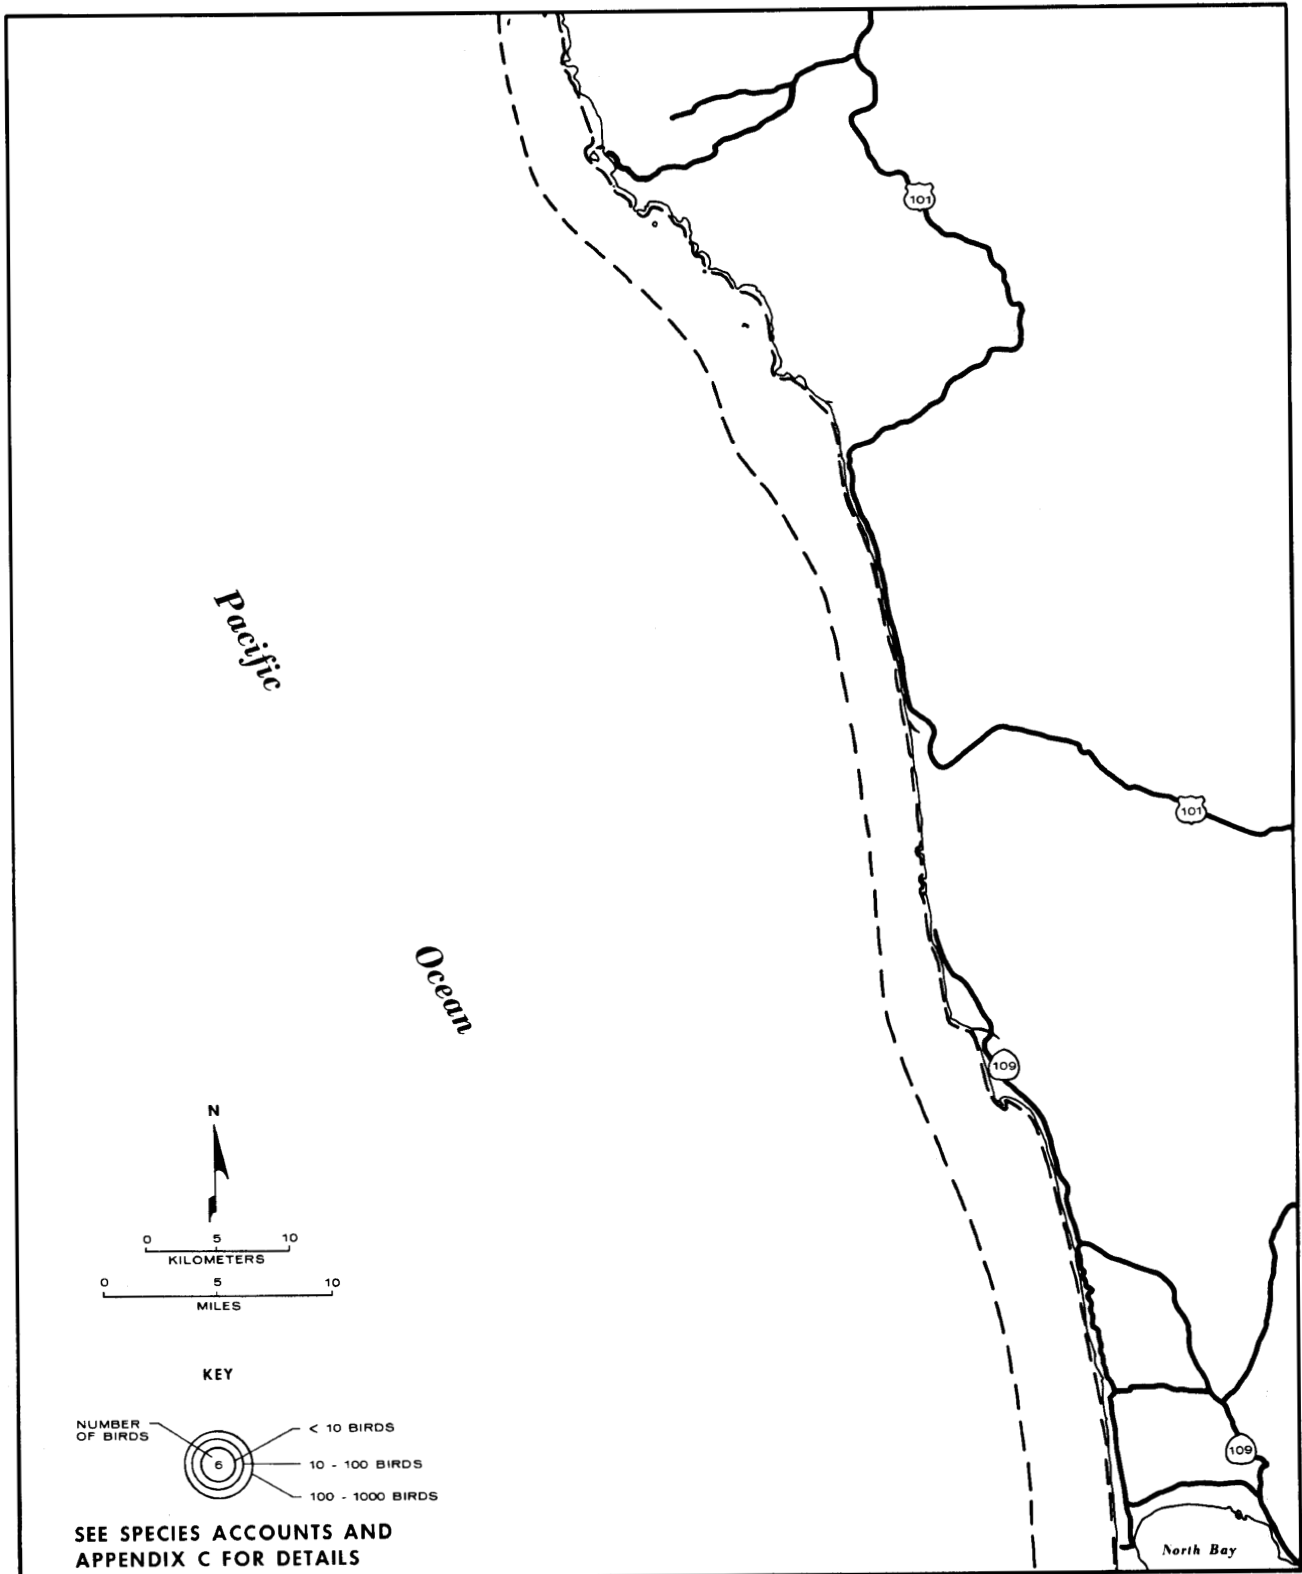 101
Pacific
101
Ocean
109
N
0 5 10
KILOMETERS
0 5 10
MILES
KEY
NUMBER
OF BIRDS
6
< 10 BIRDS
10 - 100 BIRDS
100 - 1000 BIRDS
109
SEE SPECIES ACCOUNTS AND
APPENDIX C FOR DETAILS
North Bay